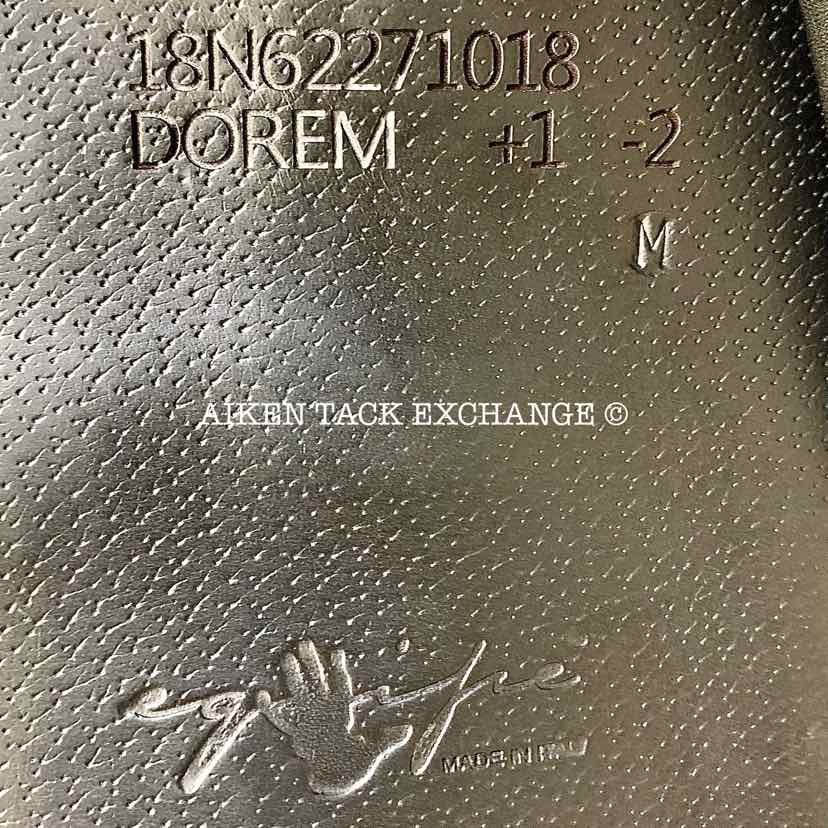 18N62271018
DOREM +1 -2
M
AIKEN TACK EXCHANGE ©
equipe
MADE IN ITALY